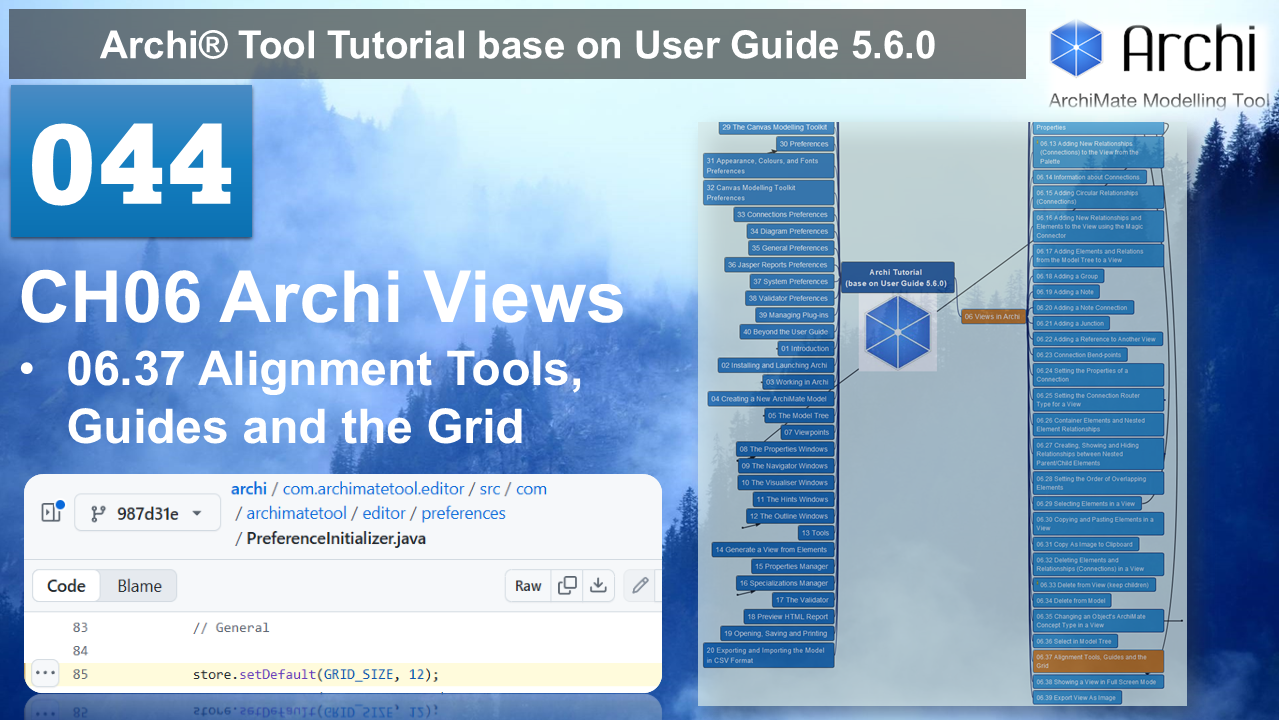 Archi® Tool Tutorial base on User Guide 5.6.0
Archi
ArchiMate Modelling Tool
044
CH06 Archi Views
• 06.37 Alignment Tools,
Guides and the Grid
archi / com.archimatetool.editor / src / com
/ archimatetool / editor / preferences
/ PreferenceInitializer.java
987d31e
Code
Blame
Raw
83 // General
84
85 store.setDefault(GRID_SIZE, 12);
29 The Canvas Modelling Toolkit
30 Preferences
31 Appearance, Colours, and Fonts
Preferences
32 Canvas Modelling Toolkit
Preferences
33 Connections Preferences
34 Diagram Preferences
35 General Preferences
36 Jasper Reports Preferences
37 System Preferences
38 Validator Preferences
39 Managing Plug-ins
40 Beyond the User Guide
01 Introduction
02 Installing and Launching Archi
03 Working in Archi
04 Creating a New ArchiMate Model
05 The Model Tree
07 Viewpoints
08 The Properties Windows
09 The Navigator Windows
10 The Visualiser Windows
11 The Hints Windows
12 The Outline Windows
13 Tools
14 Generate a View from Elements
15 Properties Manager
16 Specializations Manager
17 The Validator
18 Preview HTML Report
19 Opening, Saving and Printing
20 Exporting and Importing the Model
in CSV Format
Archi Tutorial
(base on User Guide 5.6.0)
06 Views in Archi
Properties
06.13 Adding New Relationships
(Connections) to the View from the
Palette
06.14 Information about Connections
06.15 Adding Circular Relationships
(Connections)
06.16 Adding New Relationships and
Elements to the View using the Magic
Connector
06.17 Adding Elements and Relations
from the Model Tree to a View
06.18 Adding a Group
06.19 Adding a Note
06.20 Adding a Note Connection
06.21 Adding a Junction
06.22 Adding a Reference to Another View
06.23 Connection Bend-points
06.24 Setting the Properties of a
Connection
06.25 Setting the Connection Router
Type for a View
06.26 Container Elements and Nested
Element Relationships
06.27 Creating, Showing and Hiding
Relationships between Nested
Parent/Child Elements
06.28 Setting the Order of Overlapping
Elements
06.29 Selecting Elements in a View
06.30 Copying and Pasting Elements in a
View
06.31 Copy As Image to Clipboard
06.32 Deleting Elements and
Relationships (Connections) in a View
06.33 Delete from View (keep children)
06.34 Delete from Model
06.35 Changing an Object's ArchiMate
Concept Type in a View
06.36 Select in Model Tree
06.37 Alignment Tools, Guides and the
Grid
06.38 Showing a View in Full Screen Mode
06.39 Export View As Image